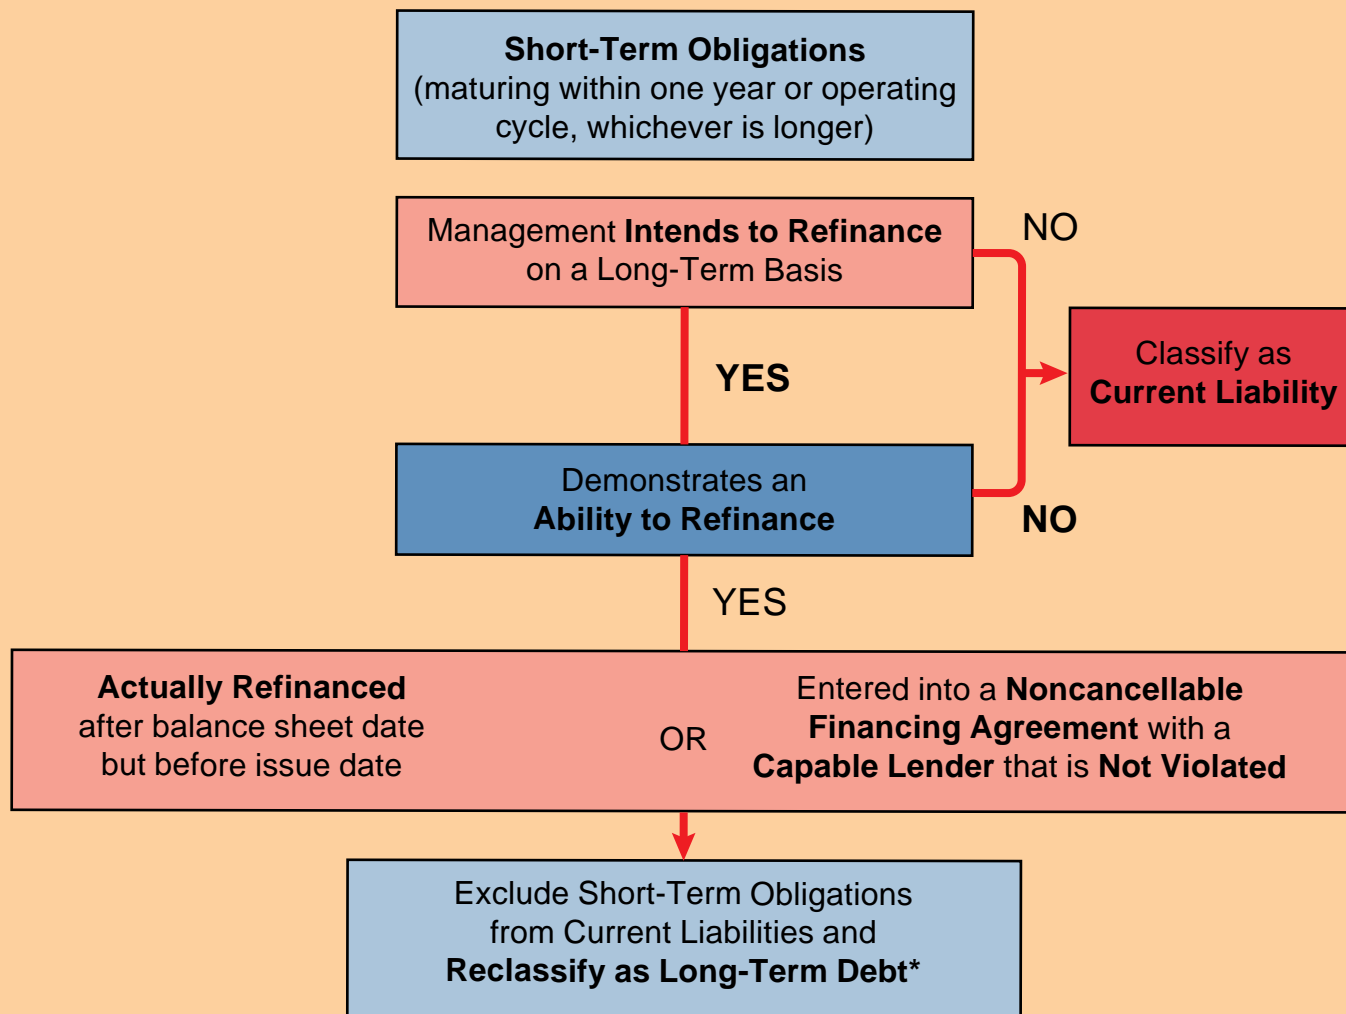 Short-Term Obligations
(maturing within one year or operating
cycle, whichever is longer)
Management Intends to Refinance
on a Long-Term Basis
NO
YES
Classify as
Current Liability
Demonstrates an
Ability to Refinance
NO
YES
Actually Refinanced
after balance sheet date
but before issue date
OR
Entered into a Noncancellable
Financing Agreement with a
Capable Lender that is Not Violated
Exclude Short-Term Obligations
from Current Liabilities and
Reclassify as Long-Term Debt*